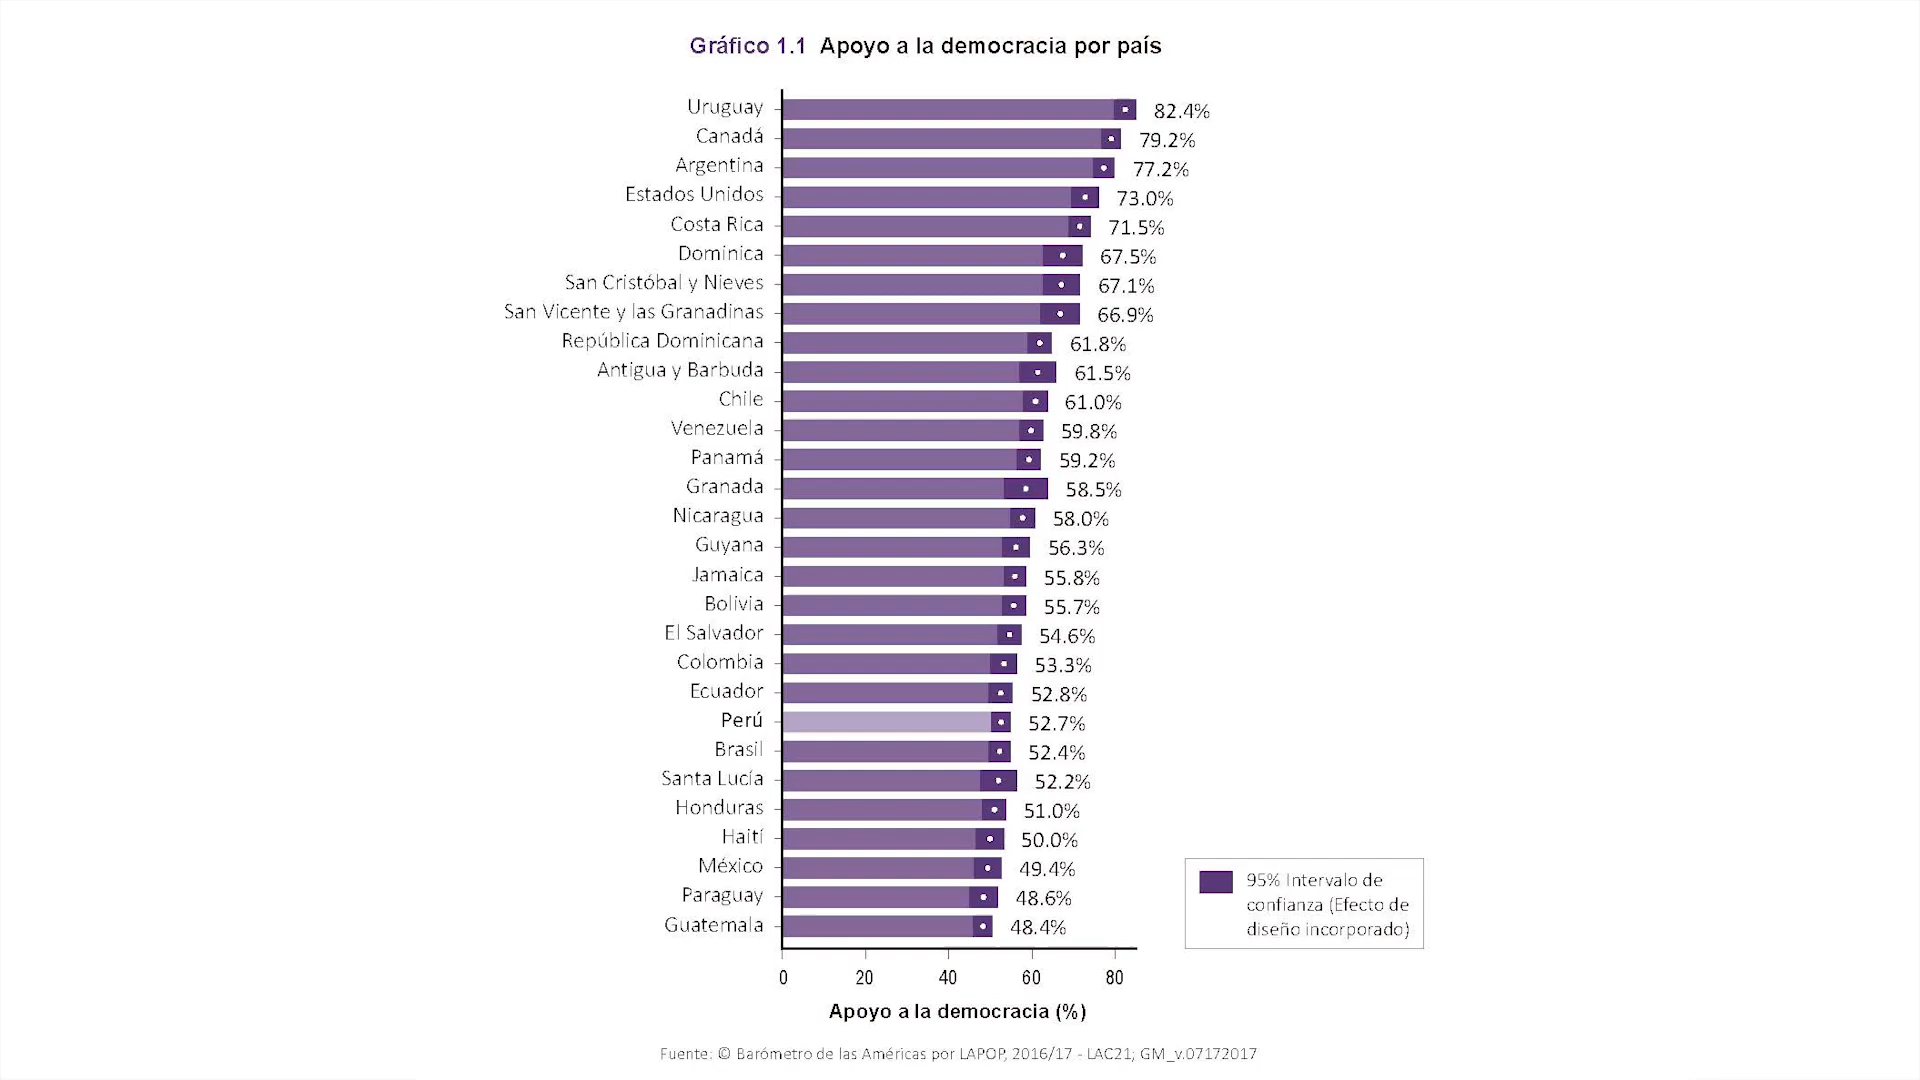 Gráfico 1.1 Apoyo a la democracia por país
Uruguay 82.4%
Canadá 79.2%
Argentina 77.2%
Estados Unidos 73.0%
Costa Rica 71.5%
Dominica 67.5%
San Cristóbal y Nieves 67.1%
San Vicente y las Granadinas 66.9%
República Dominicana 61.8%
Antigua y Barbuda 61.5%
Chile 61.0%
Venezuela 59.8%
Panamá 59.2%
Granada 58.5%
Nicaragua 58.0%
Guyana 56.3%
Jamaica 55.8%
Bolivia 55.7%
El Salvador 54.6%
Colombia 53.3%
Ecuador 52.8%
Perú 52.7%
Brasil 52.4%
Santa Lucía 52.2%
Honduras 51.0%
Haití 50.0%
México 49.4%
Paraguay 48.6%
Guatemala 48.4%
95% Intervalo de
confianza (Efecto de
diseño incorporado)
0 20 40 60 80
Apoyo a la democracia (%)
Fuente: © Barómetro de las Américas por LAPOP, 2016/17 - LAC21; GM_v.07172017